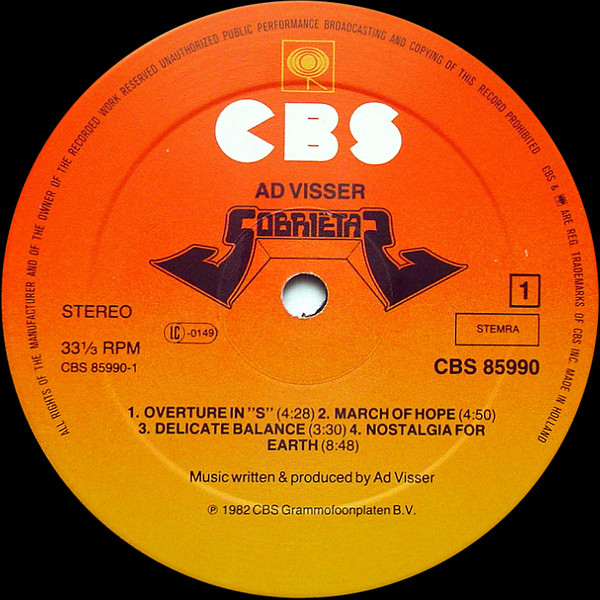 ALL RIGHTS OF THE MANUFACTURER AND OF THE OWNER OF THE RECORDED WORK RESERVED UNAUTHORIZED PUBLIC PERFORMANCE BROADCASTING AND COPYING OF THIS RECORD PROHIBITED
CBS & ARE REG. TRADEMARKS OF CBS INC. MADE IN HOLLAND
CBS
AD VISSER
SOBRIËTAS
STEREO
1
33⅓ RPM
LC -0149
STEMRA
CBS 85990-1
CBS 85990
1. OVERTURE IN "S" (4:28) 2. MARCH OF HOPE (4:50)
3. DELICATE BALANCE (3:30) 4. NOSTALGIA FOR
EARTH (8:48)
Music written & produced by Ad Visser
℗ 1982 CBS Grammofoonplaten B.V.